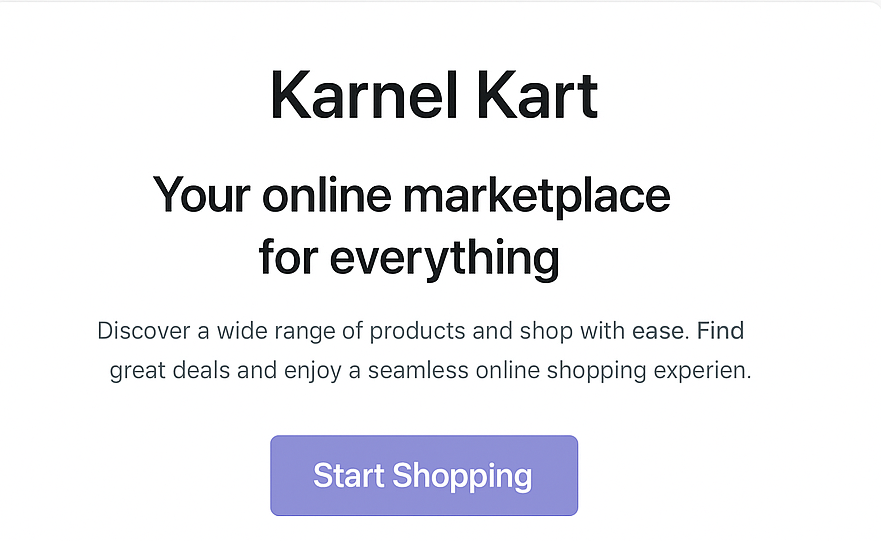 Karnel Kart
Your online marketplace
for everything
Discover a wide range of products and shop with ease. Find
great deals and enjoy a seamless online shopping experien.
Start Shopping